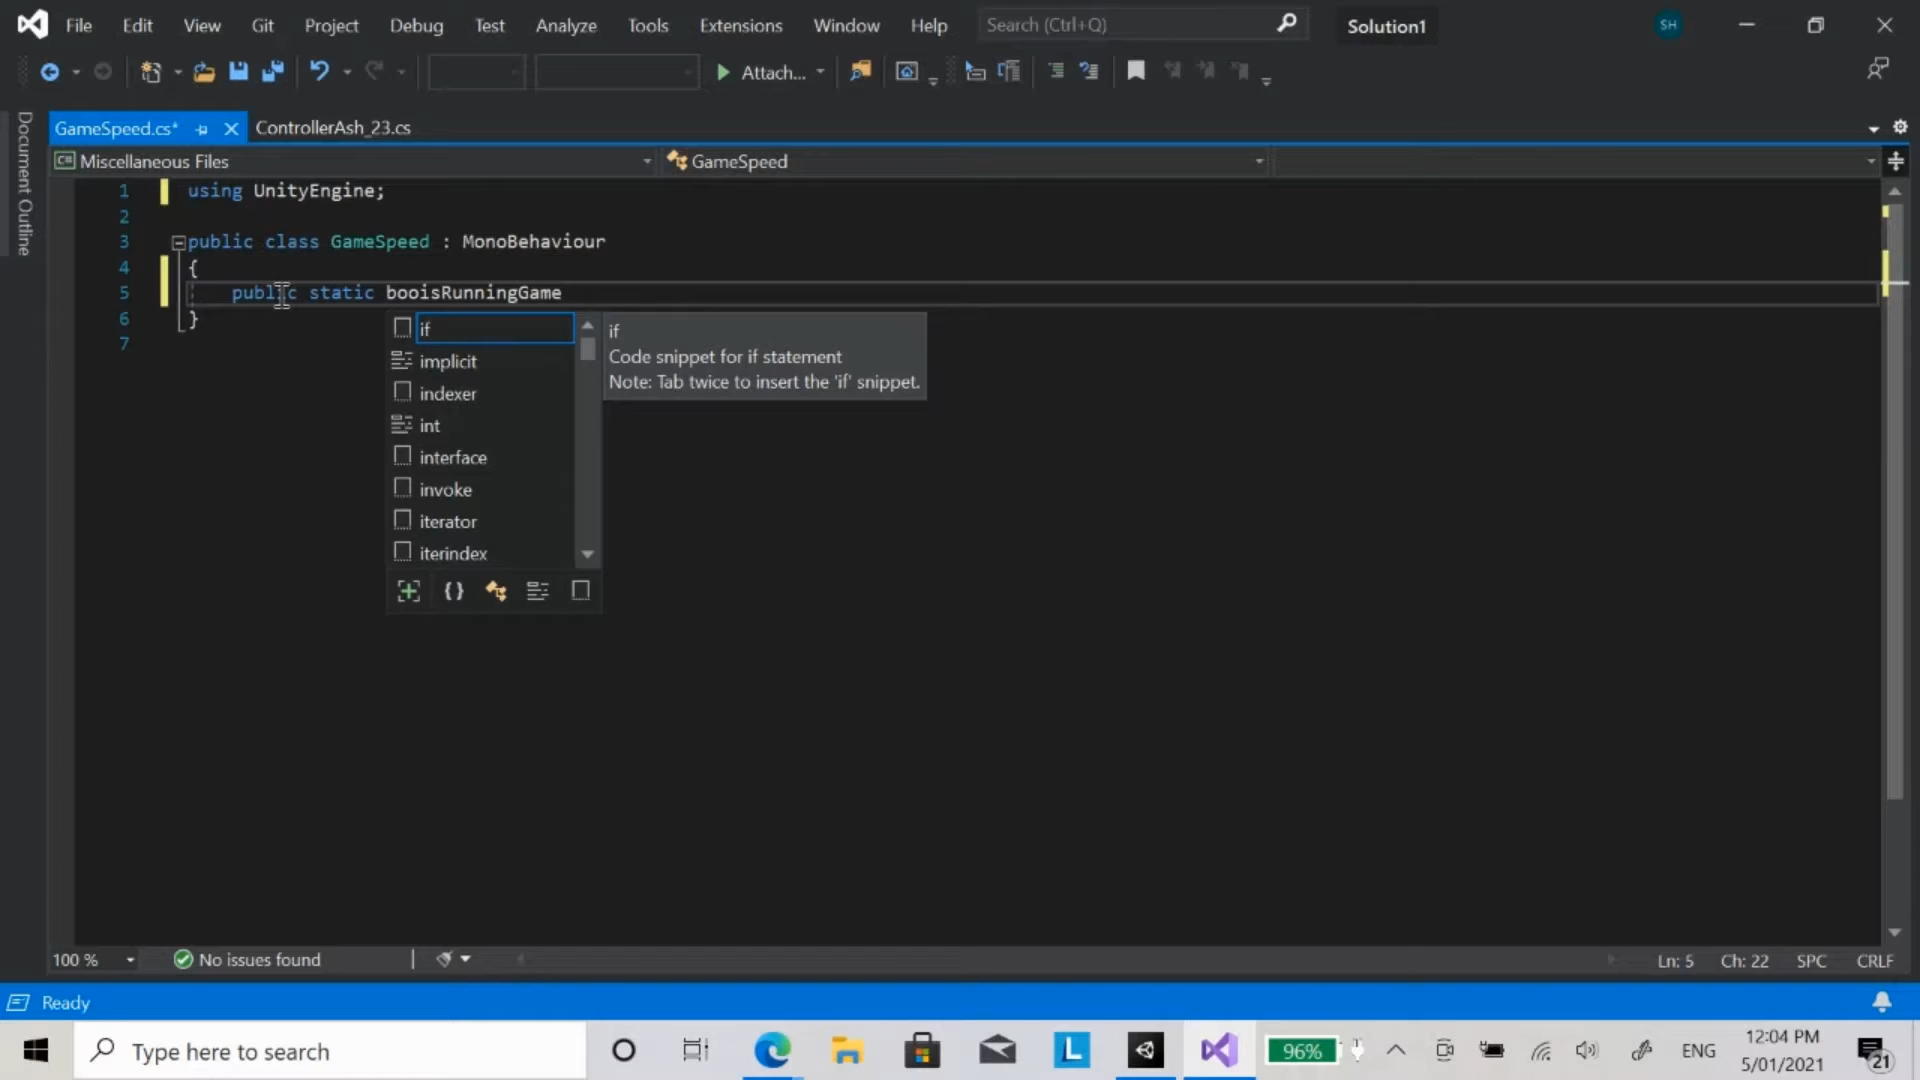 File Edit View Git Project Debug Test Analyze Tools Extensions Window Help Search (Ctrl+Q) Solution1 SH
Attach...
Document Outline
GameSpeed.cs* ControllerAsh_23.cs
C# Miscellaneous Files GameSpeed
1 using UnityEngine;
2
3 public class GameSpeed : MonoBehaviour
4 {
5 public static booisRunningGame
6 }
7
if
implicit
indexer
int
interface
invoke
iterator
iterindex
if
Code snippet for if statement
Note: Tab twice to insert the 'if' snippet.
100 % No issues found Ln: 5 Ch: 22 SPC CRLF
Ready
Type here to search L 96% ENG 12:04 PM
5/01/2021 21